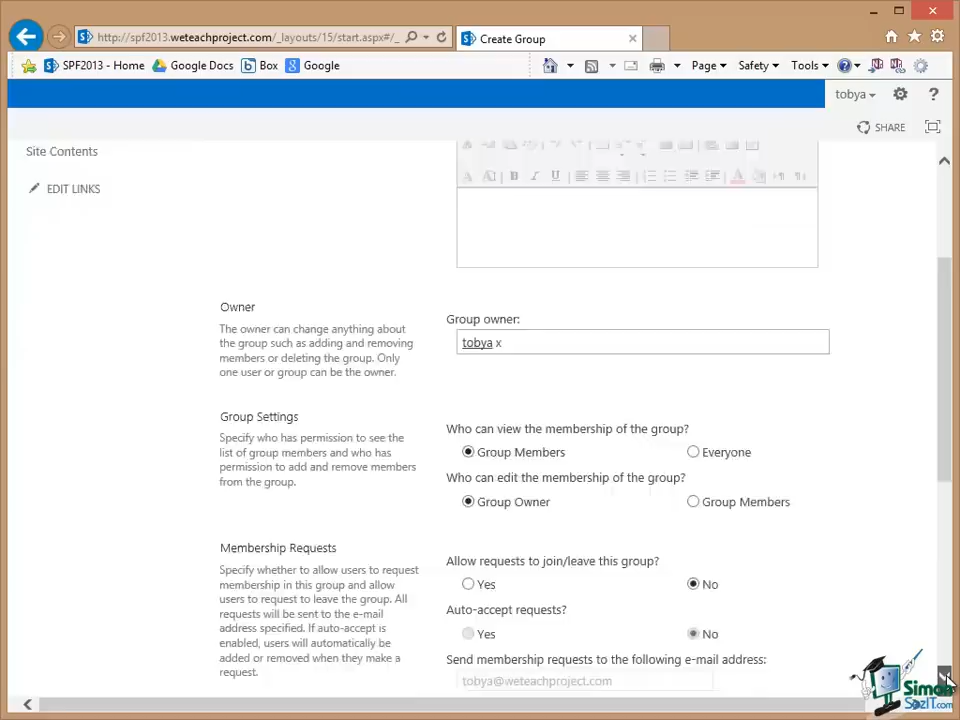 http://spf2013.weteachproject.com/_layouts/15/start.aspx#/_
Create Group
SPF2013 - Home
Google Docs
Box
Google
Page
Safety
Tools
tobya
SHARE
Site Contents
EDIT LINKS
Owner
The owner can change anything about
the group such as adding and removing
members or deleting the group. Only
one user or group can be the owner.
Group owner:
tobya x
Group Settings
Specify who has permission to see the
list of group members and who has
permission to add and remove members
from the group.
Who can view the membership of the group?
Group Members
Everyone
Who can edit the membership of the group?
Group Owner
Group Members
Membership Requests
Specify whether to allow users to request
membership in this group and allow
users to request to leave the group. All
requests will be sent to the e-mail
address specified. If auto-accept is
enabled, users will automatically be
added or removed when they make a
request.
Allow requests to join/leave this group?
Yes
No
Auto-accept requests?
Yes
No
Send membership requests to the following e-mail address:
tobya@weteachproject.com
Simon
SezIT.com